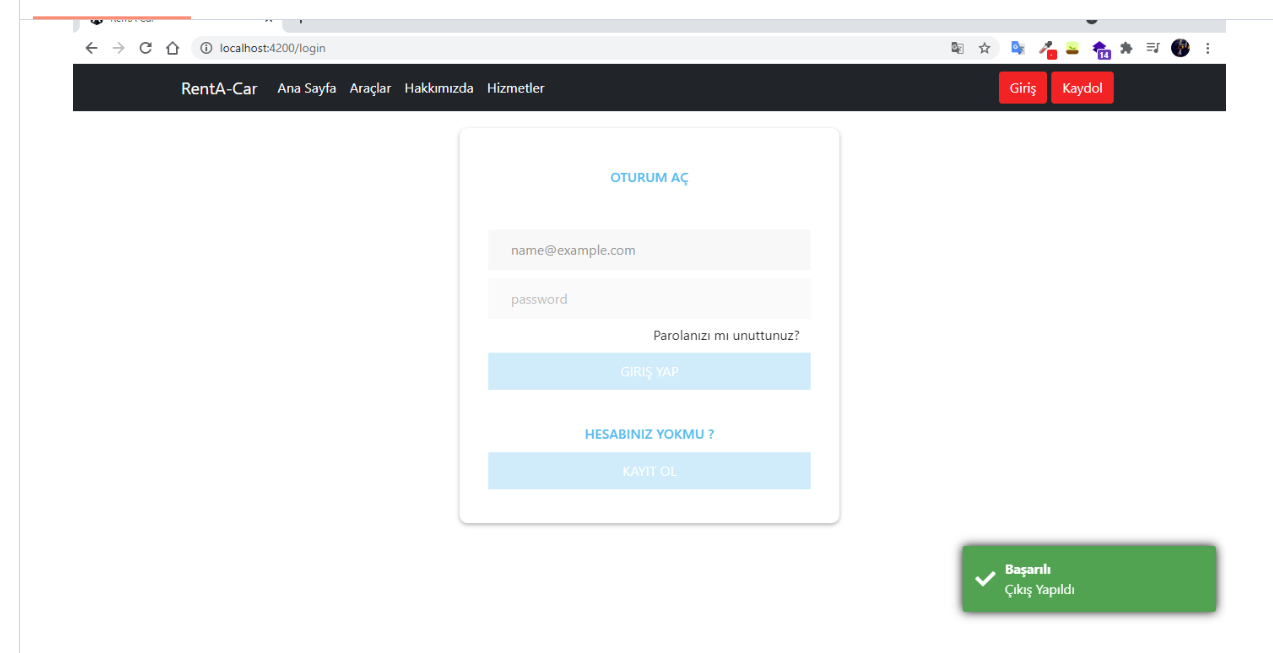 localhost:4200/login
14
RentA-Car Ana Sayfa Araçlar Hakkımızda Hizmetler Giriş Kaydol
OTURUM AÇ
name@example.com
password
Parolanızı mı unuttunuz?
GIRIŞ YAP
HESABINIZ YOKMU ?
KAYIT OL
Başarılı
Çıkış Yapıldı